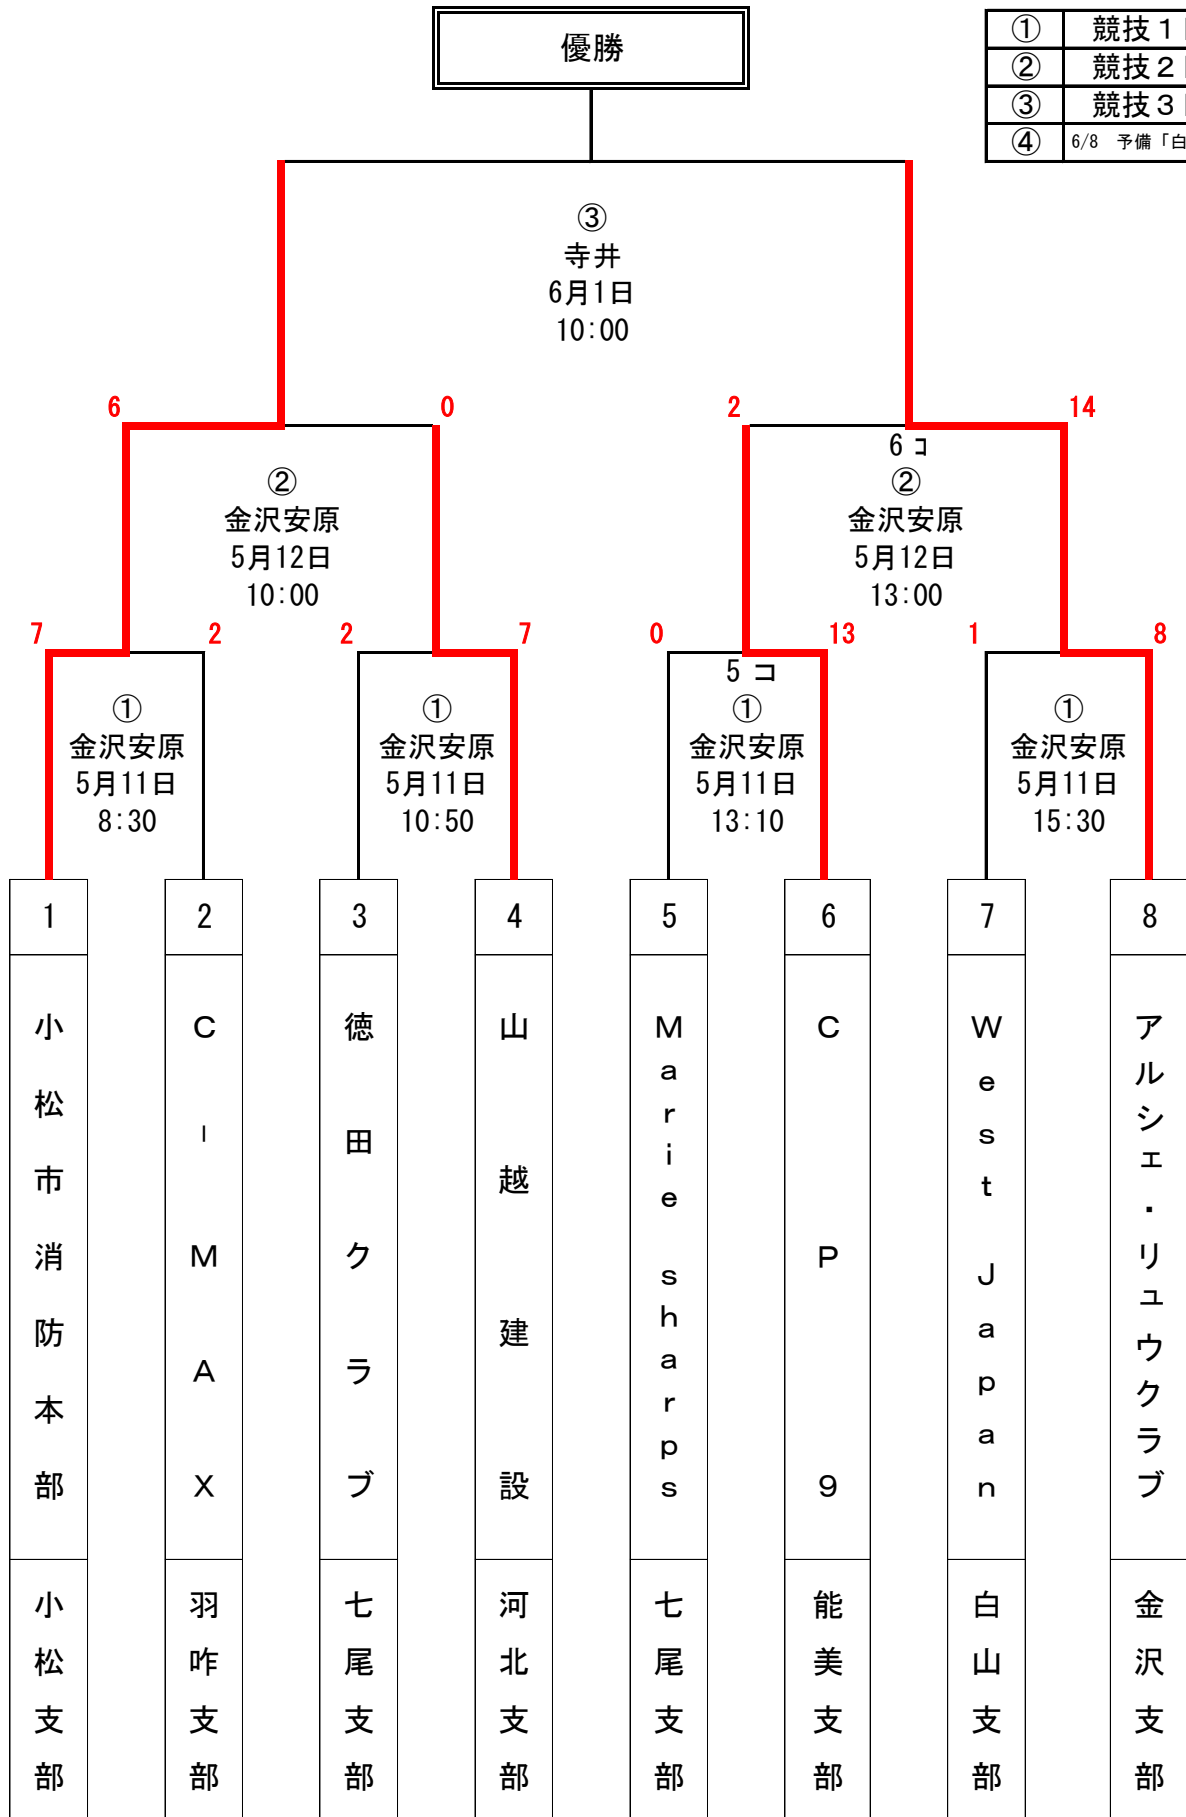 優勝
① 競技１
② 競技２
③ 競技３
④ 6/8 予備「白
③
寺井
6月1日
10:00
6 0 2 14
6 コ
②
金沢安原
5月12日
10:00
②
金沢安原
5月12日
13:00
7 2 2 7 0 13 1 8
5 コ
①
金沢安原
5月11日
8:30
①
金沢安原
5月11日
10:50
①
金沢安原
5月11日
13:10
①
金沢安原
5月11日
15:30
1 2 3 4 5 6 7 8
小松市消防本部
Ｃ－ＭＡＸ
徳田クラブ
山越建設
Ｍａｒｉｅ　ｓｈａｒｐｓ
ＣＰ９
Ｗｅｓｔ　Ｊａｐａｎ
アルシェ・リュウクラブ
小松支部
羽咋支部
七尾支部
河北支部
七尾支部
能美支部
白山支部
金沢支部